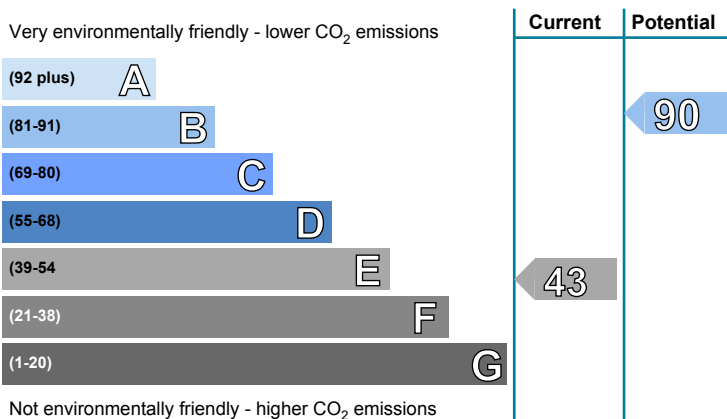 Very environmentally friendly - lower CO2 emissions
Current
Potential
(92 plus) A
(81-91) B
90
(69-80) C
(55-68) D
(39-54 E
43
(21-38) F
(1-20) G
Not environmentally friendly - higher CO2 emissions